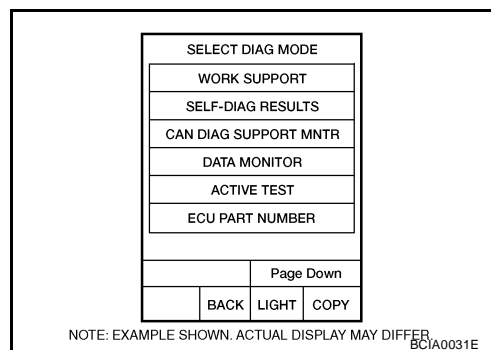 SELECT DIAG MODE
WORK SUPPORT
SELF-DIAG RESULTS
CAN DIAG SUPPORT MNTR
DATA MONITOR
ACTIVE TEST
ECU PART NUMBER
Page Down
BACK LIGHT COPY
NOTE: EXAMPLE SHOWN. ACTUAL DISPLAY MAY DIFFER.
BCIA0031E